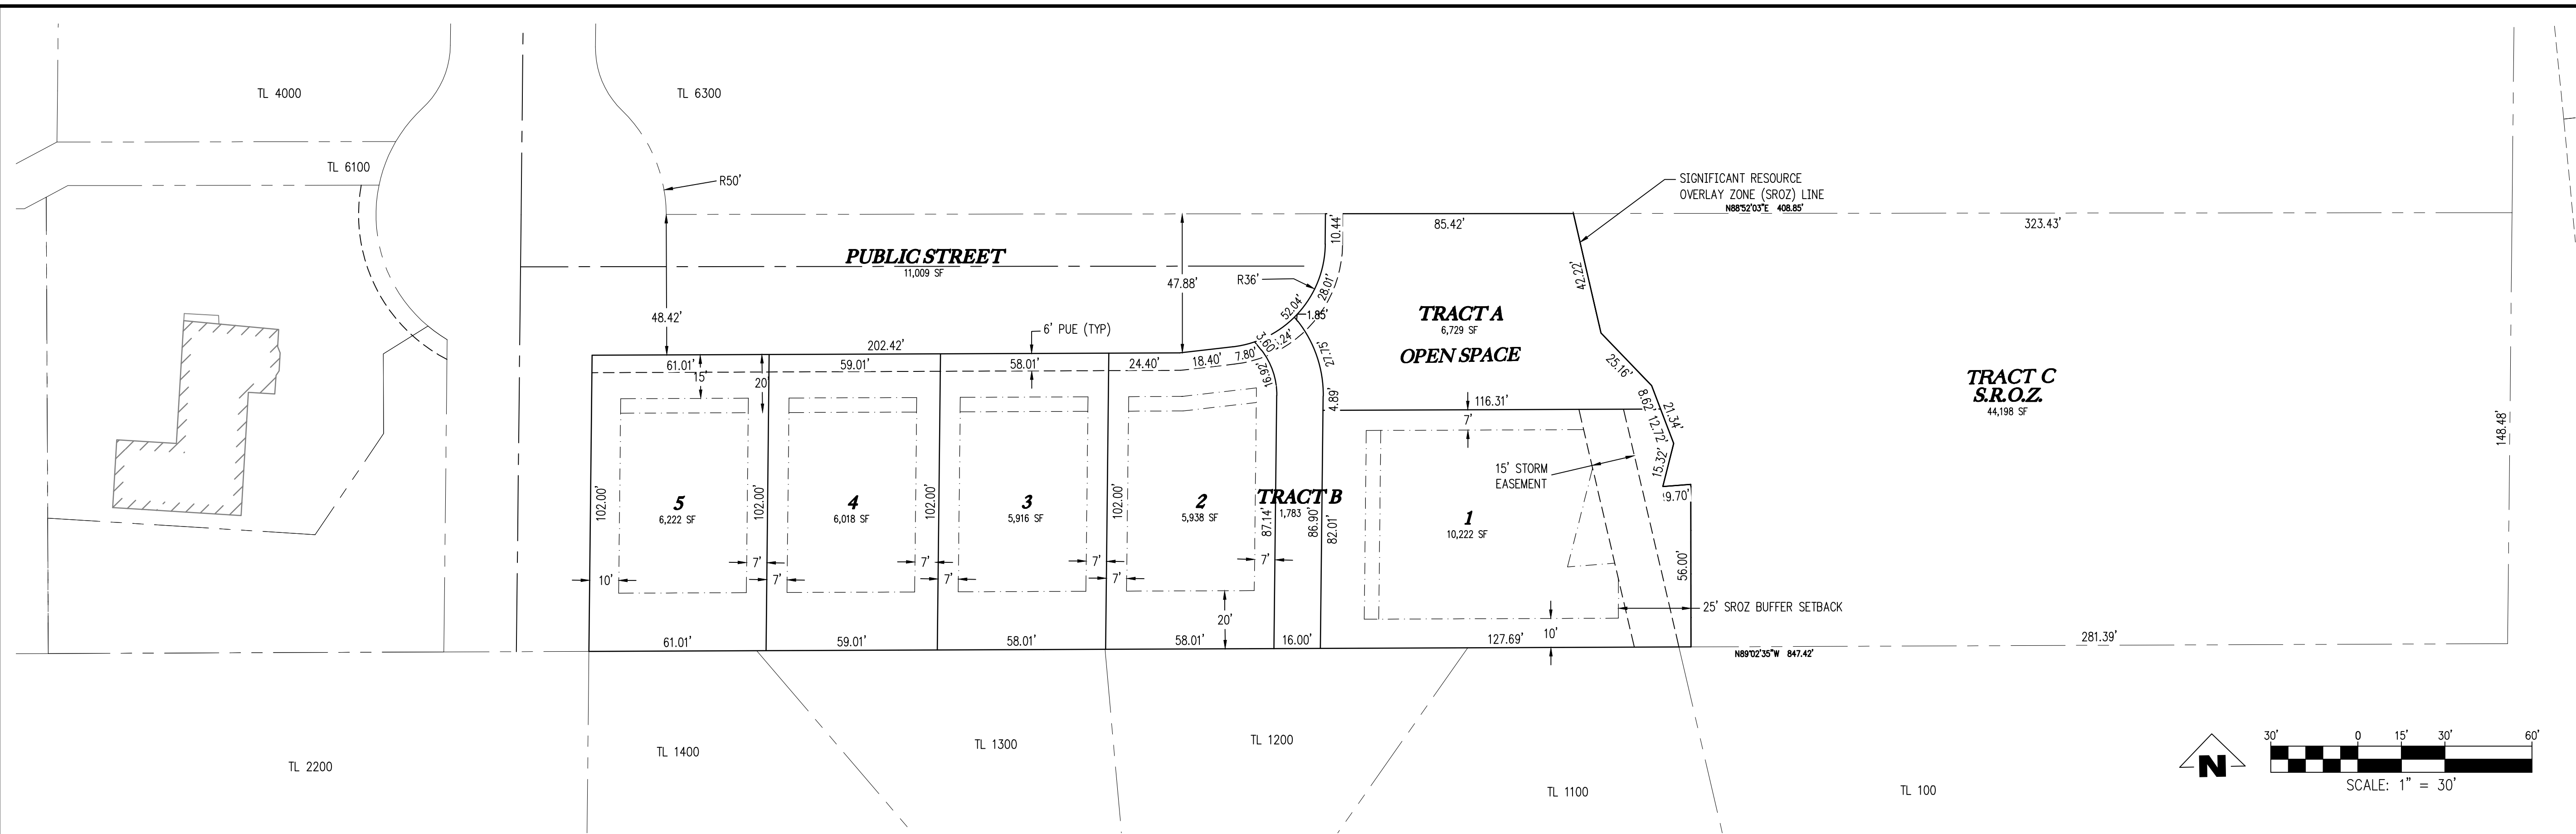 TL 4000
TL 6300
TL 6100
R50'
SIGNIFICANT RESOURCE
OVERLAY ZONE (SROZ) LINE
N88°52'03"E 408.85'
85.42'
323.43'
10.44'
PUBLIC STREET
11,009 SF
47.88'
R36'
28.01'
42.22'
52.04'
48.42'
1.85'
TRACT A
6,729 SF
OPEN SPACE
6' PUE (TYP)
3.60'
27.75'
202.42'
61.01'
59.01'
58.01'
24.40'
18.40'
7.80'
16.92'
15'
20'
25.16'
TRACT C
S.R.O.Z.
44,198 SF
4.89'
116.31'
7'
8.62'
21.34'
12.72'
15.32'
148.48'
15' STORM
EASEMENT
102.00'
5
6,222 SF
102.00'
4
6,018 SF
102.00'
3
5,916 SF
102.00'
2
5,938 SF
87.14'
TRACT B
1,783
86.90'
82.01'
1
10,222 SF
56.00'
10'
7'
7'
7'
7'
7'
7'
7'
20'
10'
25' SROZ BUFFER SETBACK
61.01'
59.01'
58.01'
58.01'
16.00'
127.69'
281.39'
N89°02'35"W 847.42'
TL 2200
TL 1400
TL 1300
TL 1200
TL 1100
TL 100
N
30' 0 15' 30' 60'
SCALE: 1" = 30'